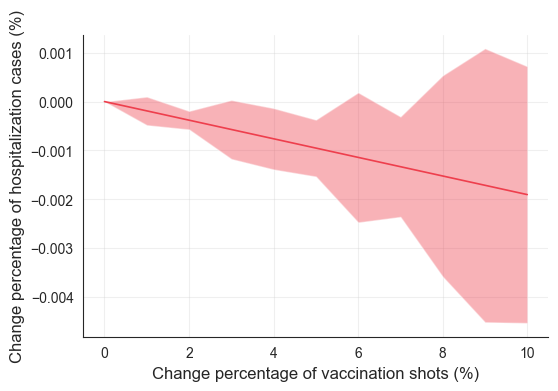 Change percentage of hospitalization cases (%)
0.001
0.000
−0.001
−0.002
−0.003
−0.004
0 2 4 6 8 10
Change percentage of vaccination shots (%)